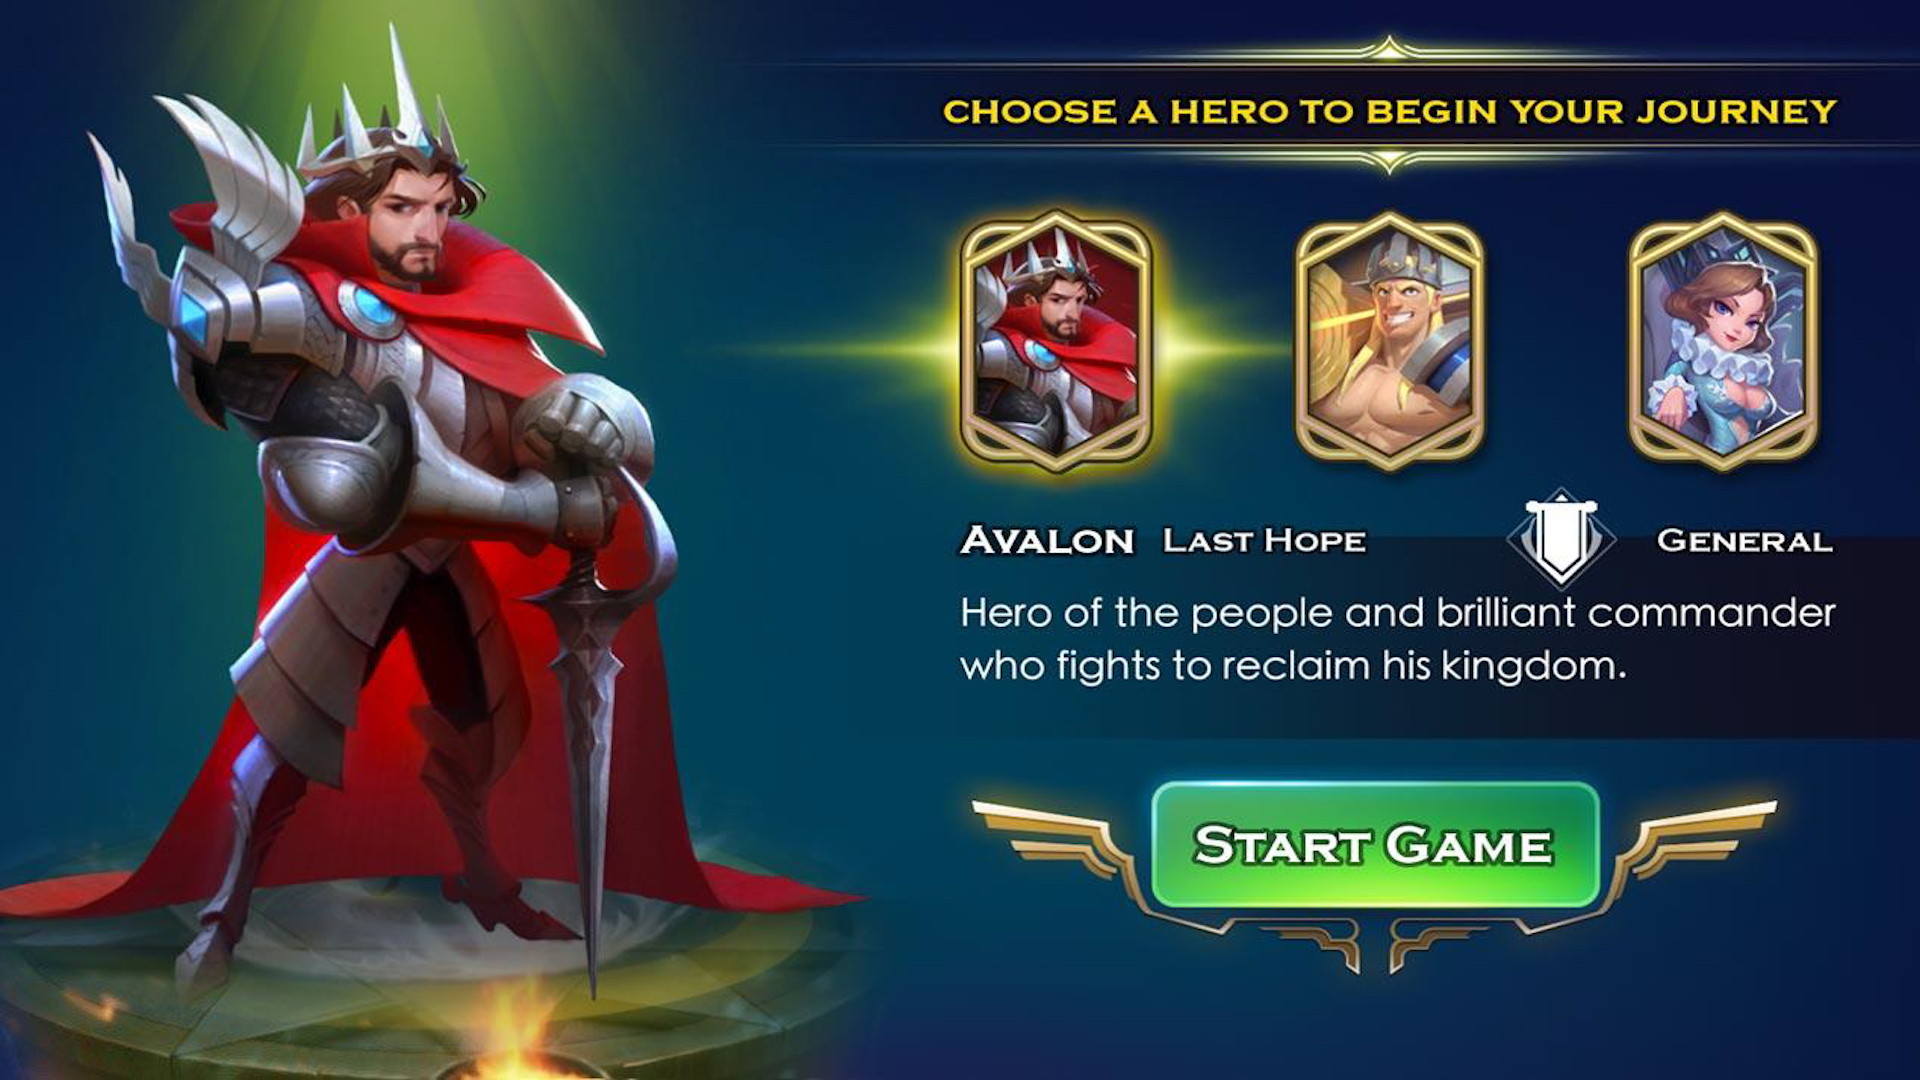 CHOOSE A HERO TO BEGIN YOUR JOURNEY
AVALON LAST HOPE GENERAL
Hero of the people and brilliant commander
who fights to reclaim his kingdom.
START GAME